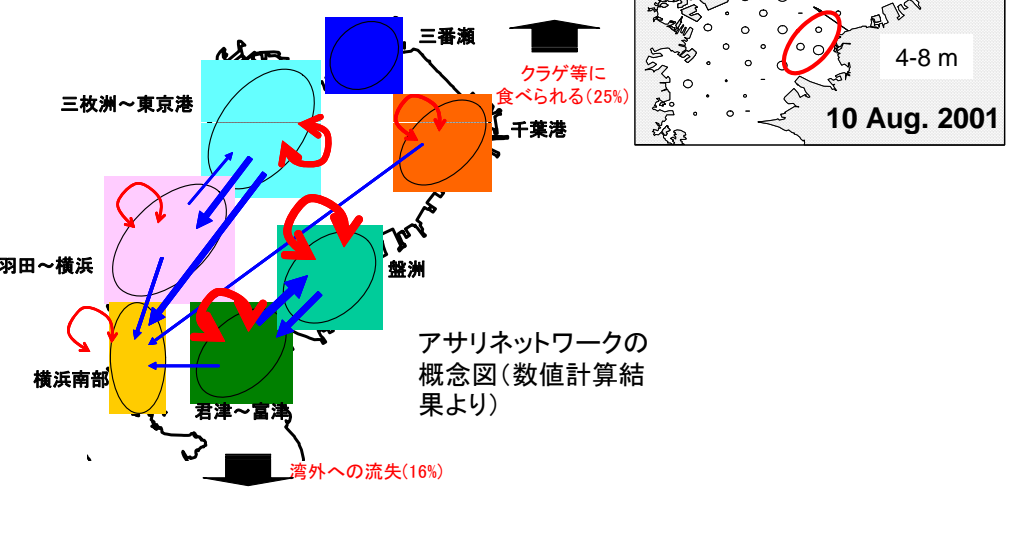 三番瀬
クラゲ等に
食べられる(25%)
4-8 m
10 Aug. 2001
三枚洲～東京港
千葉港
羽田～横浜
盤洲
アサリネットワークの
概念図(数値計算結
果より)
横浜南部
君津～富津
湾外への流失(16%)